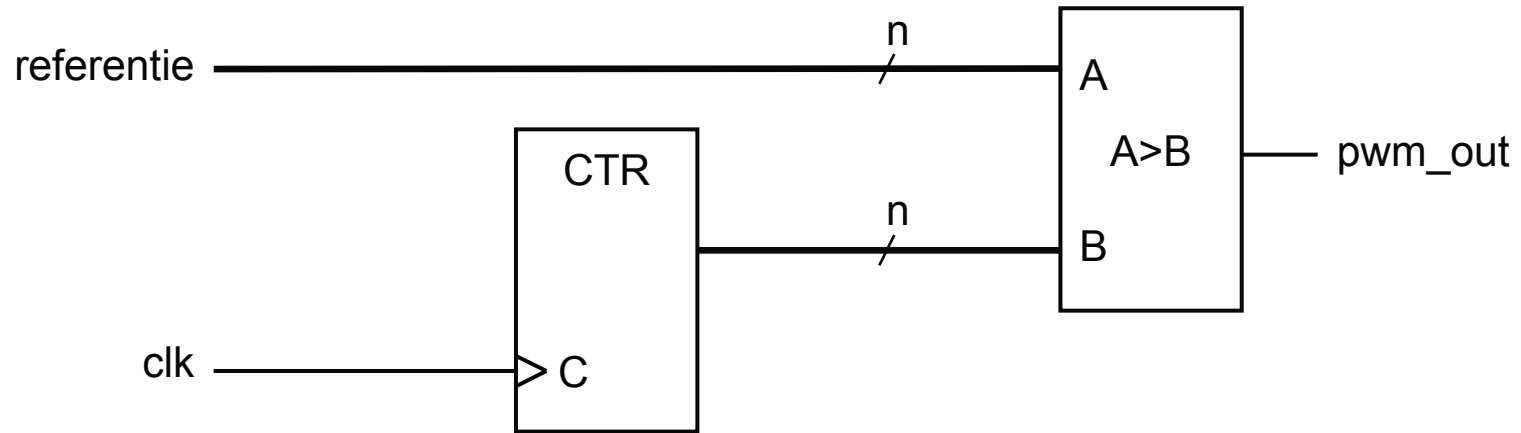 n
referentie
A
CTR
A>B
pwm_out
n
B
clk
C